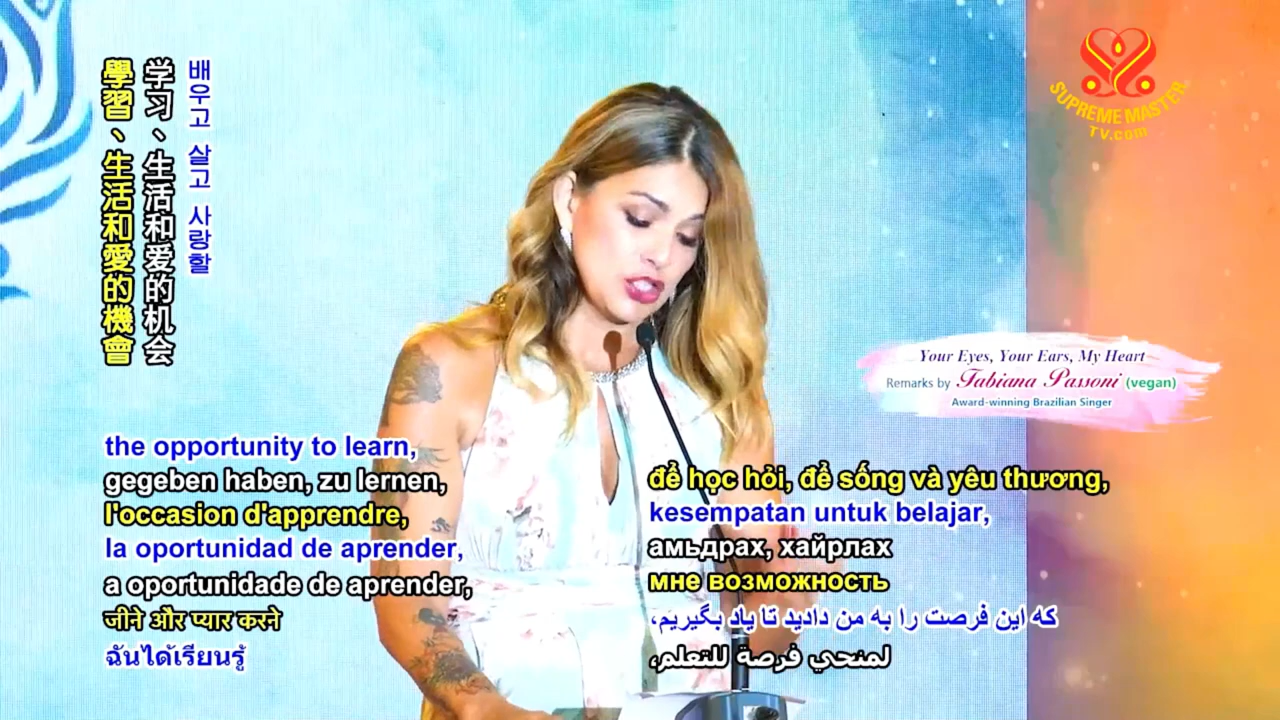 배우고 살고 사랑할
学习、生活和爱的机会
學習、生活和愛的機會
SUPREME MASTER
TV.com
Your Eyes, Your Ears, My Heart
Remarks by Fabiana Passoni (vegan)
Award-winning Brazilian Singer
the opportunity to learn,
gegeben haben, zu lernen,
l'occasion d'apprendre,
la oportunidad de aprender,
a oportunidade de aprender,
जीने और प्यार करने
ฉันได้เรียนรู้
để học hỏi, để sống và yêu thương,
kesempatan untuk belajar,
амьдрах, хайрлах
мне возможность
که این فرصت را به من دادید تا یاد بگیریم،
لمنحي فرصة للتعلم،